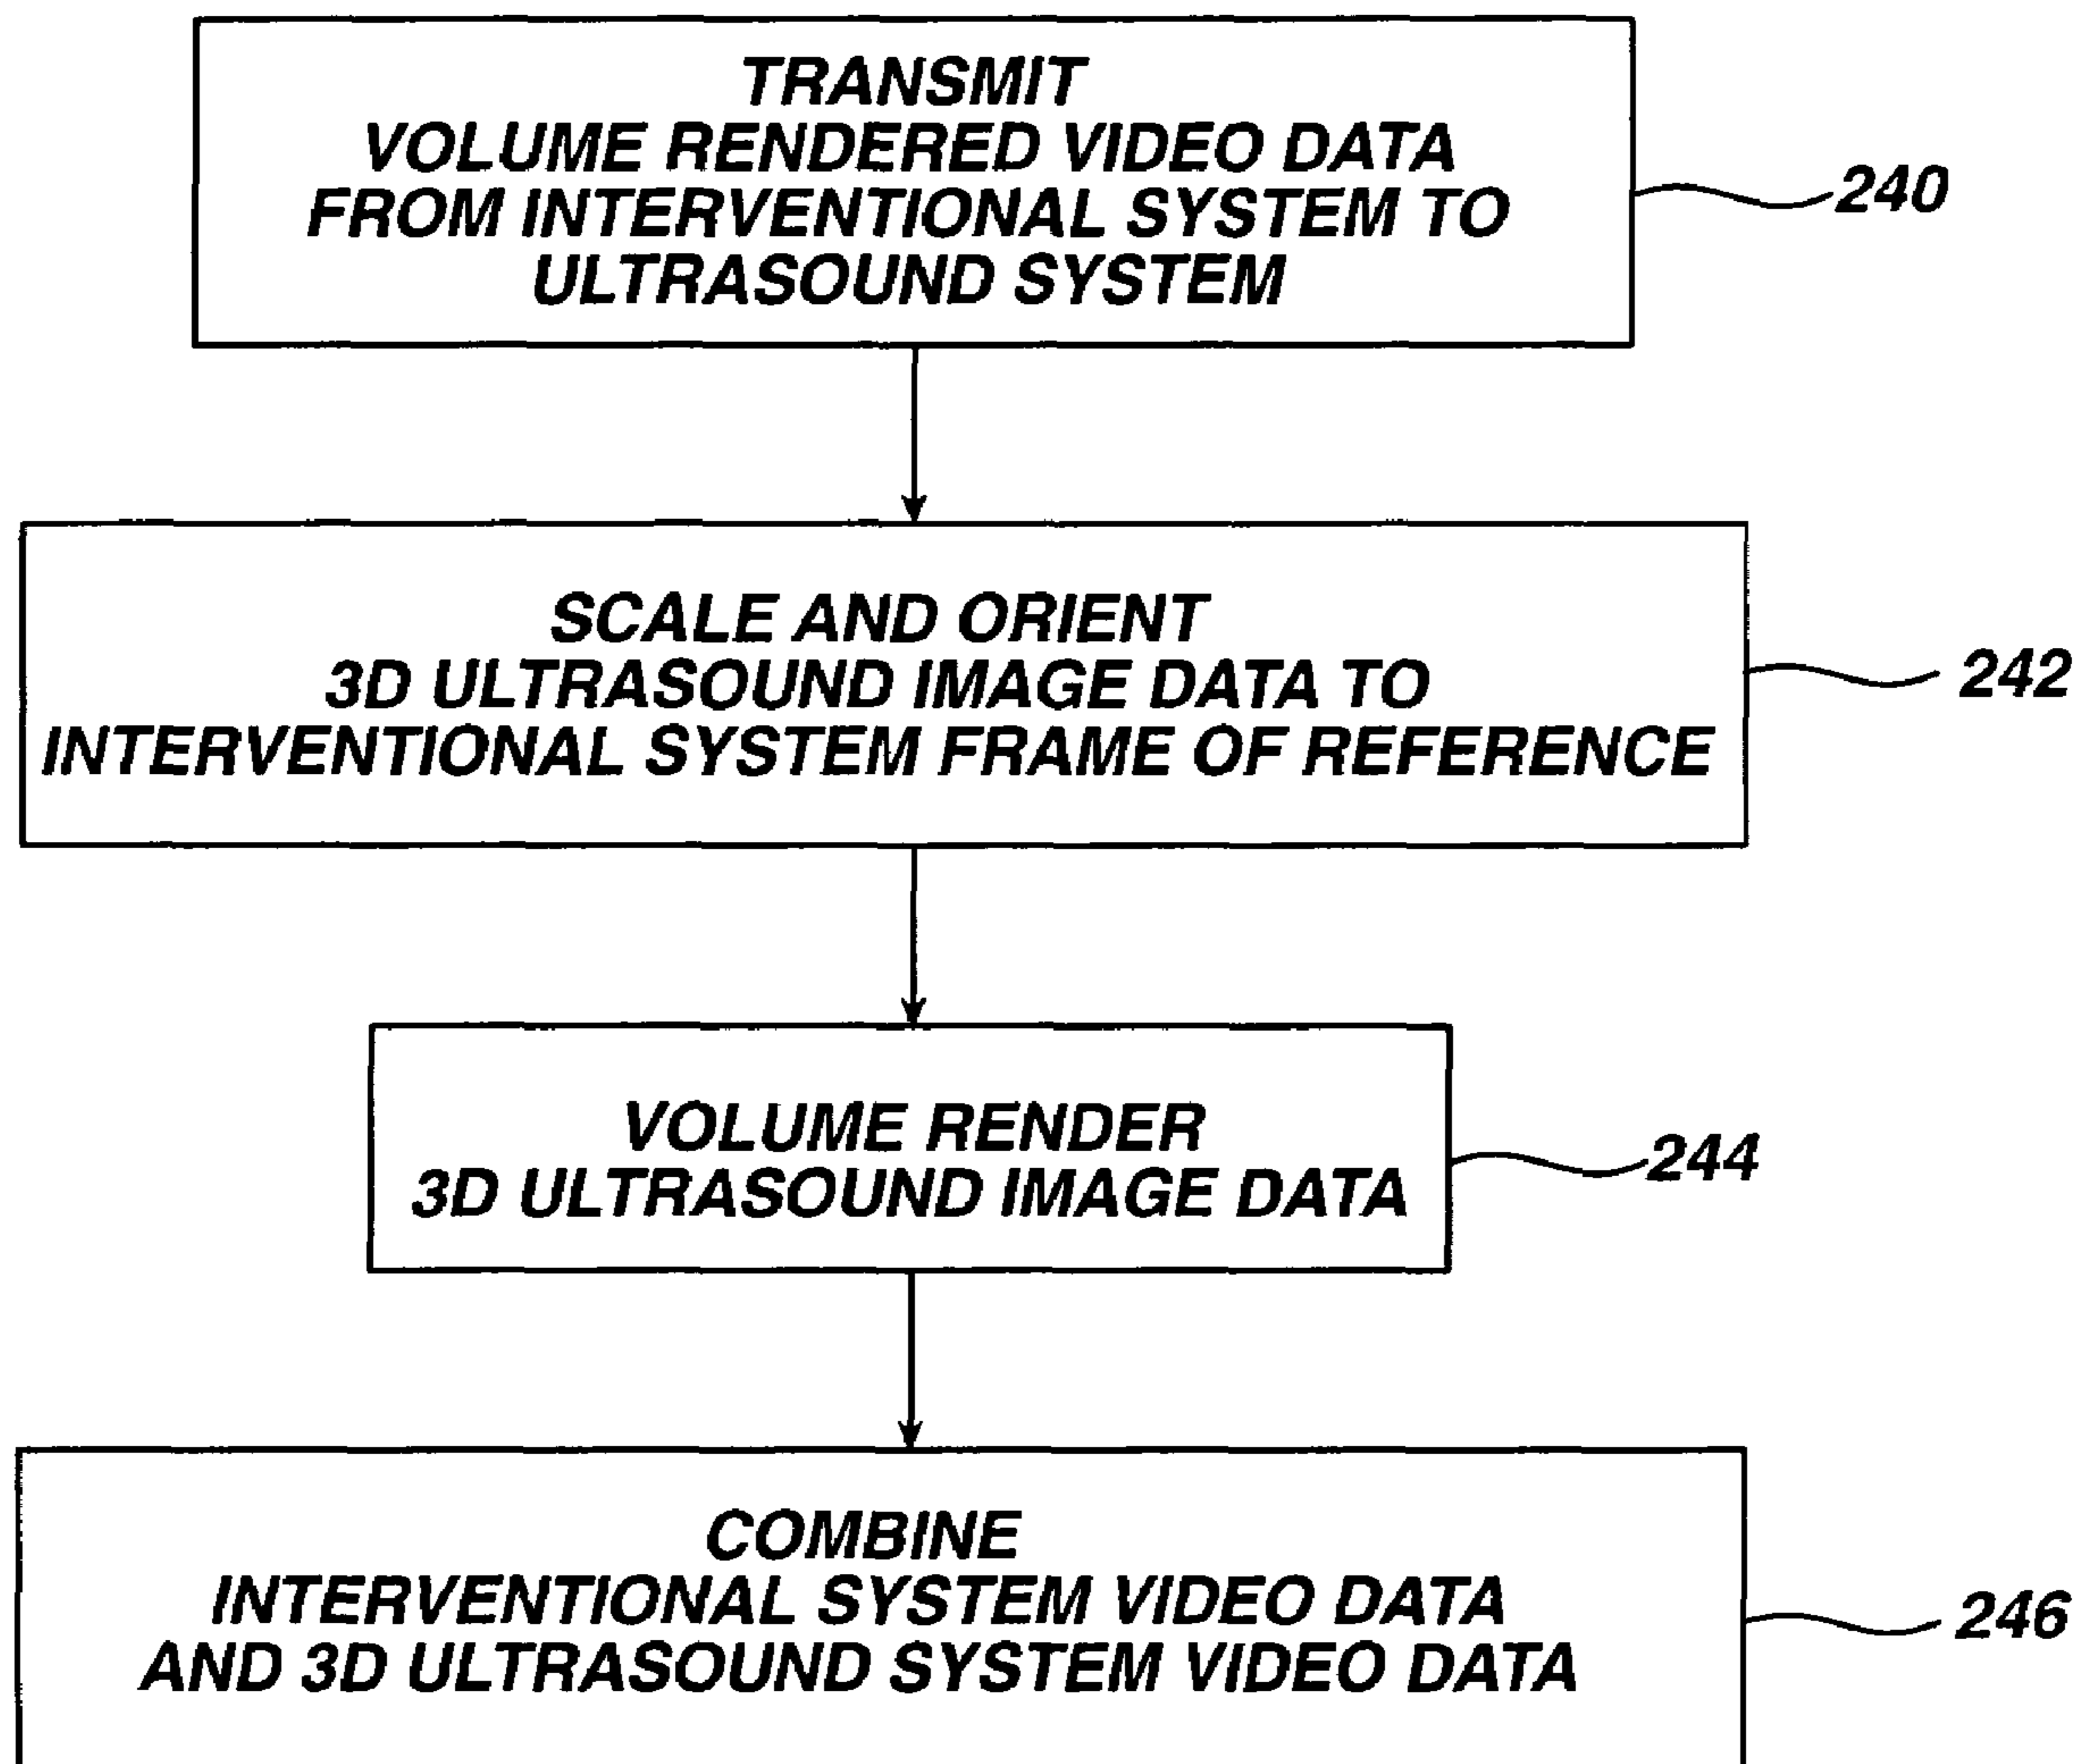 TRANSMIT
VOLUME RENDERED VIDEO DATA
FROM INTERVENTIONAL SYSTEM TO
ULTRASOUND SYSTEM
240
SCALE AND ORIENT
3D ULTRASOUND IMAGE DATA TO
INTERVENTIONAL SYSTEM FRAME OF REFERENCE
242
VOLUME RENDER
3D ULTRASOUND IMAGE DATA
244
COMBINE
INTERVENTIONAL SYSTEM VIDEO DATA
AND 3D ULTRASOUND SYSTEM VIDEO DATA
246